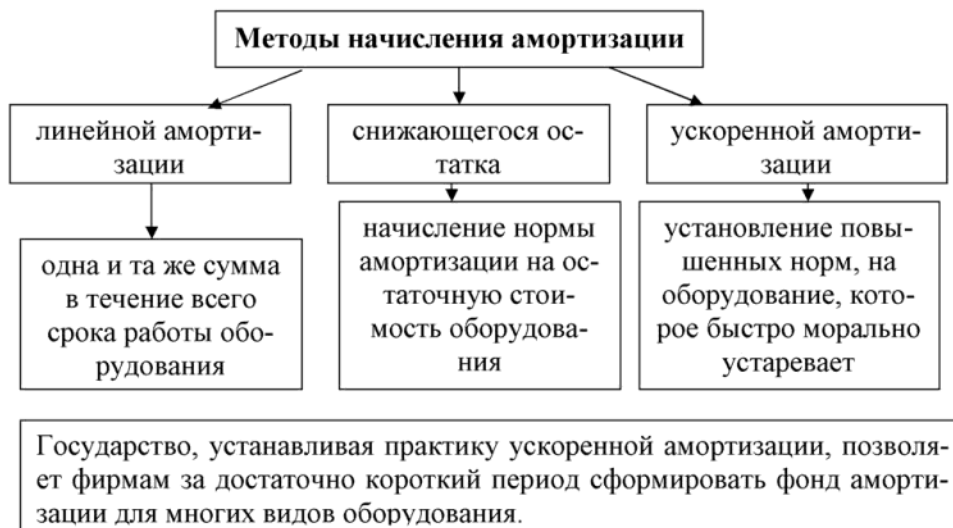 Методы начисления амортизации
линейной аморти-
зации
снижающегося ос-
татка
ускоренной аморти-
зации
одна и та же сумма
в течение всего
срока работы обо-
рудования
начисление нормы
амортизации на ос-
таточную стои-
мость оборудова-
ния
установление повы-
шенных норм, на
оборудование, кото-
рое быстро морально
устаревает
Государство, устанавливая практику ускоренной амортизации, позволя-
ет фирмам за достаточно короткий период сформировать фонд аморти-
зации для многих видов оборудования.